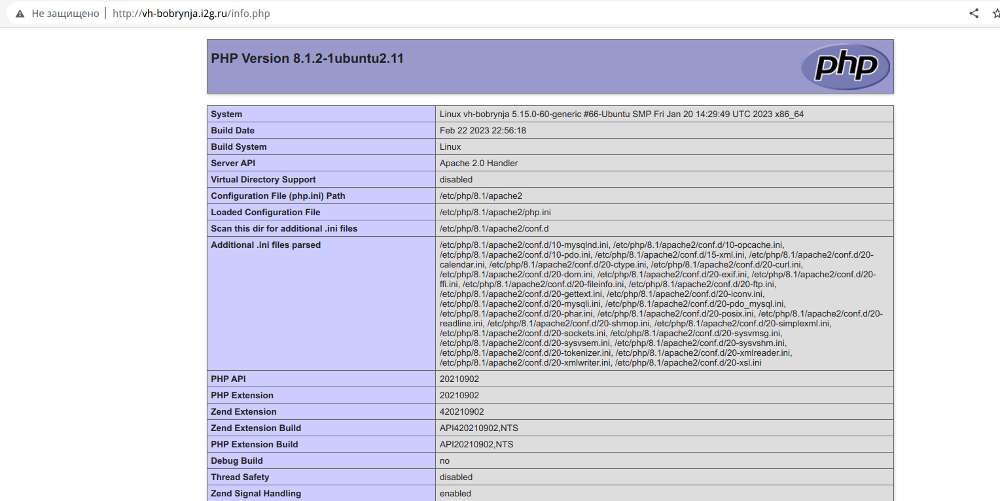 Не защищено | http://vh-bobrynja.i2g.ru/info.php
PHP Version 8.1.2-1ubuntu2.11
php
System Linux vh-bobrynja 5.15.0-60-generic #66-Ubuntu SMP Fri Jan 20 14:29:49 UTC 2023 x86_64
Build Date Feb 22 2023 22:56:18
Build System Linux
Server API Apache 2.0 Handler
Virtual Directory Support disabled
Configuration File (php.ini) Path /etc/php/8.1/apache2
Loaded Configuration File /etc/php/8.1/apache2/php.ini
Scan this dir for additional .ini files /etc/php/8.1/apache2/conf.d
Additional .ini files parsed /etc/php/8.1/apache2/conf.d/10-mysqlnd.ini, /etc/php/8.1/apache2/conf.d/10-opcache.ini,
/etc/php/8.1/apache2/conf.d/10-pdo.ini, /etc/php/8.1/apache2/conf.d/15-xml.ini, /etc/php/8.1/apache2/conf.d/20-
calendar.ini, /etc/php/8.1/apache2/conf.d/20-ctype.ini, /etc/php/8.1/apache2/conf.d/20-curl.ini,
/etc/php/8.1/apache2/conf.d/20-dom.ini, /etc/php/8.1/apache2/conf.d/20-exif.ini, /etc/php/8.1/apache2/conf.d/20-
ffi.ini, /etc/php/8.1/apache2/conf.d/20-fileinfo.ini, /etc/php/8.1/apache2/conf.d/20-ftp.ini,
/etc/php/8.1/apache2/conf.d/20-gettext.ini, /etc/php/8.1/apache2/conf.d/20-iconv.ini,
/etc/php/8.1/apache2/conf.d/20-mysqli.ini, /etc/php/8.1/apache2/conf.d/20-pdo_mysql.ini,
/etc/php/8.1/apache2/conf.d/20-phar.ini, /etc/php/8.1/apache2/conf.d/20-posix.ini, /etc/php/8.1/apache2/conf.d/20-
readline.ini, /etc/php/8.1/apache2/conf.d/20-shmop.ini, /etc/php/8.1/apache2/conf.d/20-simplexml.ini,
/etc/php/8.1/apache2/conf.d/20-sockets.ini, /etc/php/8.1/apache2/conf.d/20-sysvmsg.ini,
/etc/php/8.1/apache2/conf.d/20-sysvsem.ini, /etc/php/8.1/apache2/conf.d/20-sysvshm.ini,
/etc/php/8.1/apache2/conf.d/20-tokenizer.ini, /etc/php/8.1/apache2/conf.d/20-xmlreader.ini,
/etc/php/8.1/apache2/conf.d/20-xmlwriter.ini, /etc/php/8.1/apache2/conf.d/20-xsl.ini
PHP API 20210902
PHP Extension 20210902
Zend Extension 420210902
Zend Extension Build API420210902,NTS
PHP Extension Build API20210902,NTS
Debug Build no
Thread Safety disabled
Zend Signal Handling enabled